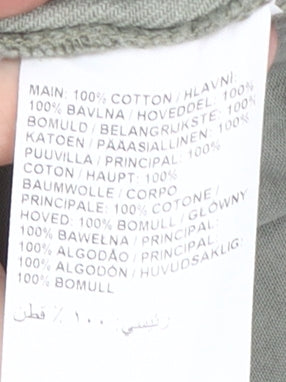 MAIN: 100% COTTON / HLAVNÍ:
100% BAVLNA / HOVEDDEL: 100%
BOMULD / BELANGRIJKSTE: 100%
KATOEN / PÄÄASIALLINEN: 100%
PUUVILLA / PRINCIPAL: 100%
COTON / HAUPT: 100%
BAUMWOLLE / CORPO
PRINCIPALE: 100% COTONE /
HOVED: 100% BOMULL / GŁÓWNY
100% BAWEŁNA / PRINCIPAL:
100% ALGODÃO / PRINCIPAL:
100% ALGODÓN / HUVUDSAKLIG:
100% BOMULL
رئيسي: ١٠٠ ٪ قطن